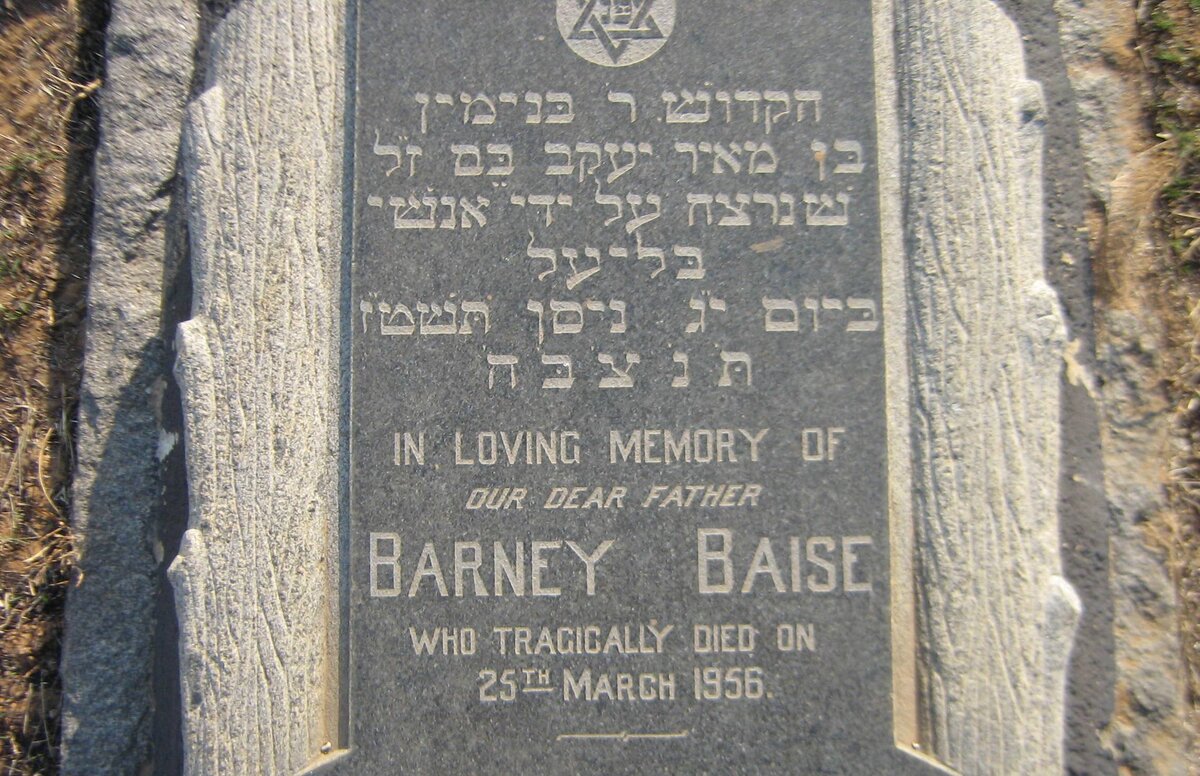 הקדוש ר בנימין
בן מאיר יעקב בם ז״ל
שנרצח על ידי אנשי
בליעל
ביום י״ג ניסן תשט״ז
ת נ צ ב ה
IN LOVING MEMORY OF
OUR DEAR FATHER
BARNEY BAISE
WHO TRAGICALLY DIED ON
25TH MARCH 1956.